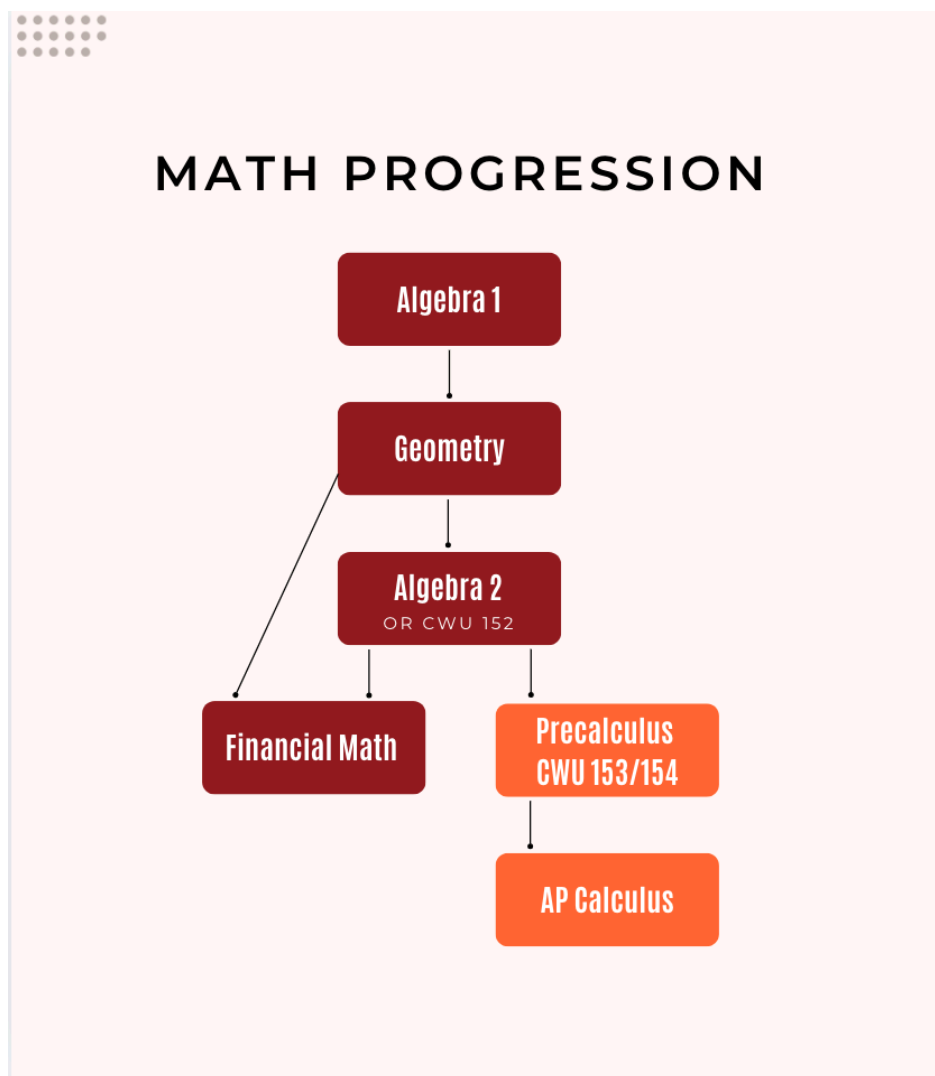 MATH PROGRESSION
Algebra 1
Geometry
Algebra 2
OR CWU 152
Financial Math
Precalculus
CWU 153/154
AP Calculus